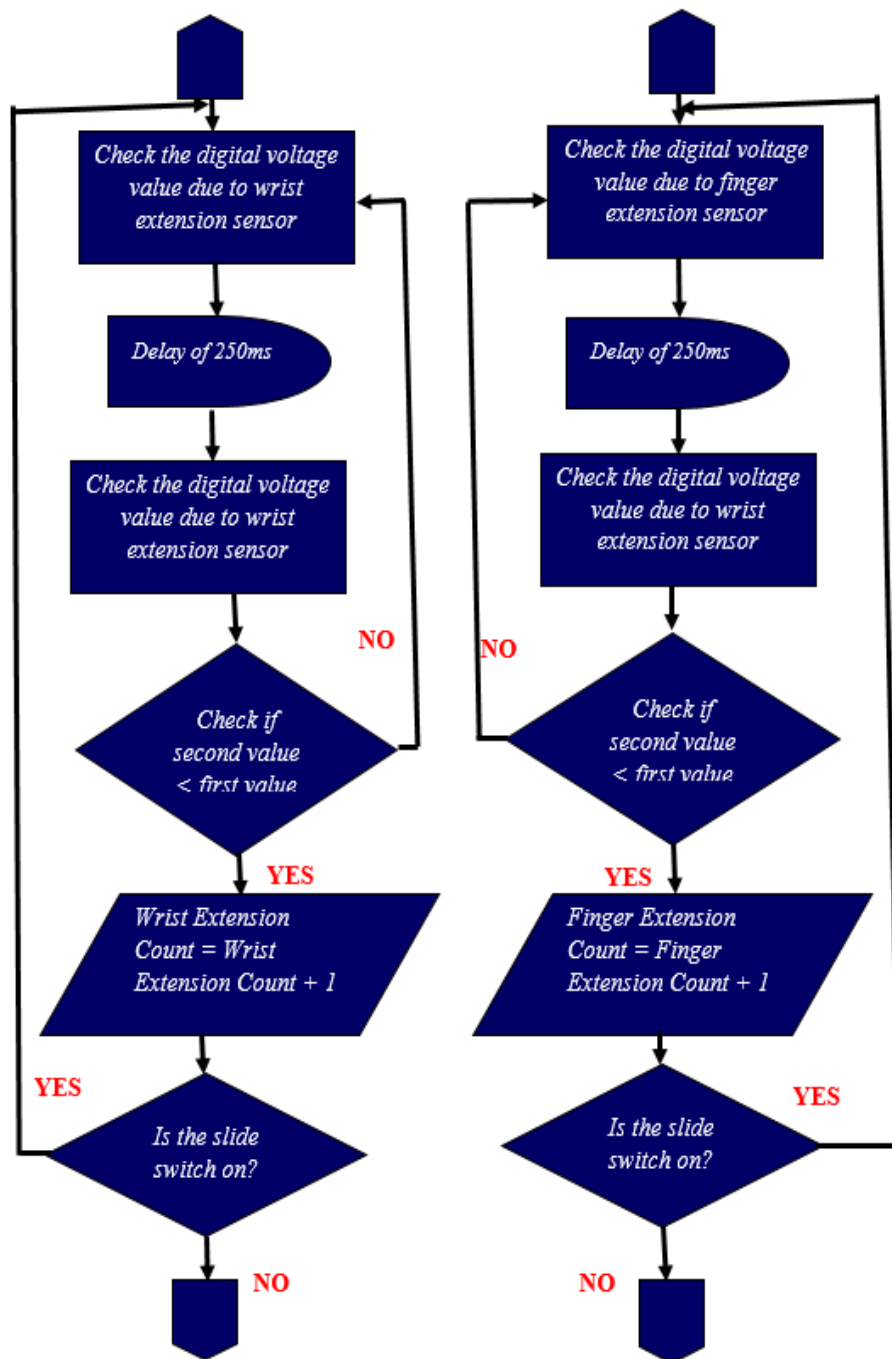 Check the digital voltage
value due to wrist
extension sensor
Delay of 250ms
Check the digital voltage
value due to wrist
extension sensor
NO
Check if
second value
< first value
YES
Wrist Extension
Count = Wrist
Extension Count + 1
YES
Is the slide
switch on?
NO
Check the digital voltage
value due to finger
extension sensor
Delay of 250ms
Check the digital voltage
value due to wrist
extension sensor
NO
Check if
second value
< first value
YES
Finger Extension
Count = Finger
Extension Count + 1
YES
Is the slide
switch on?
NO